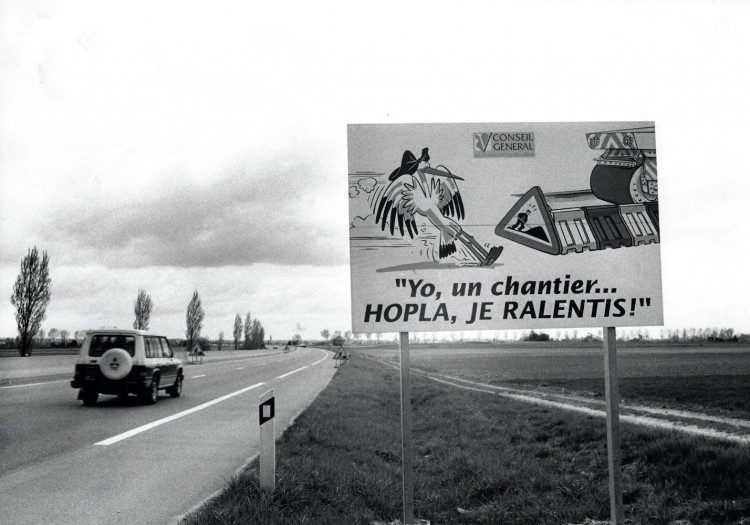 CONSEIL
GENERAL
"Yo, un chantier...
HOPLA, JE RALENTIS!"